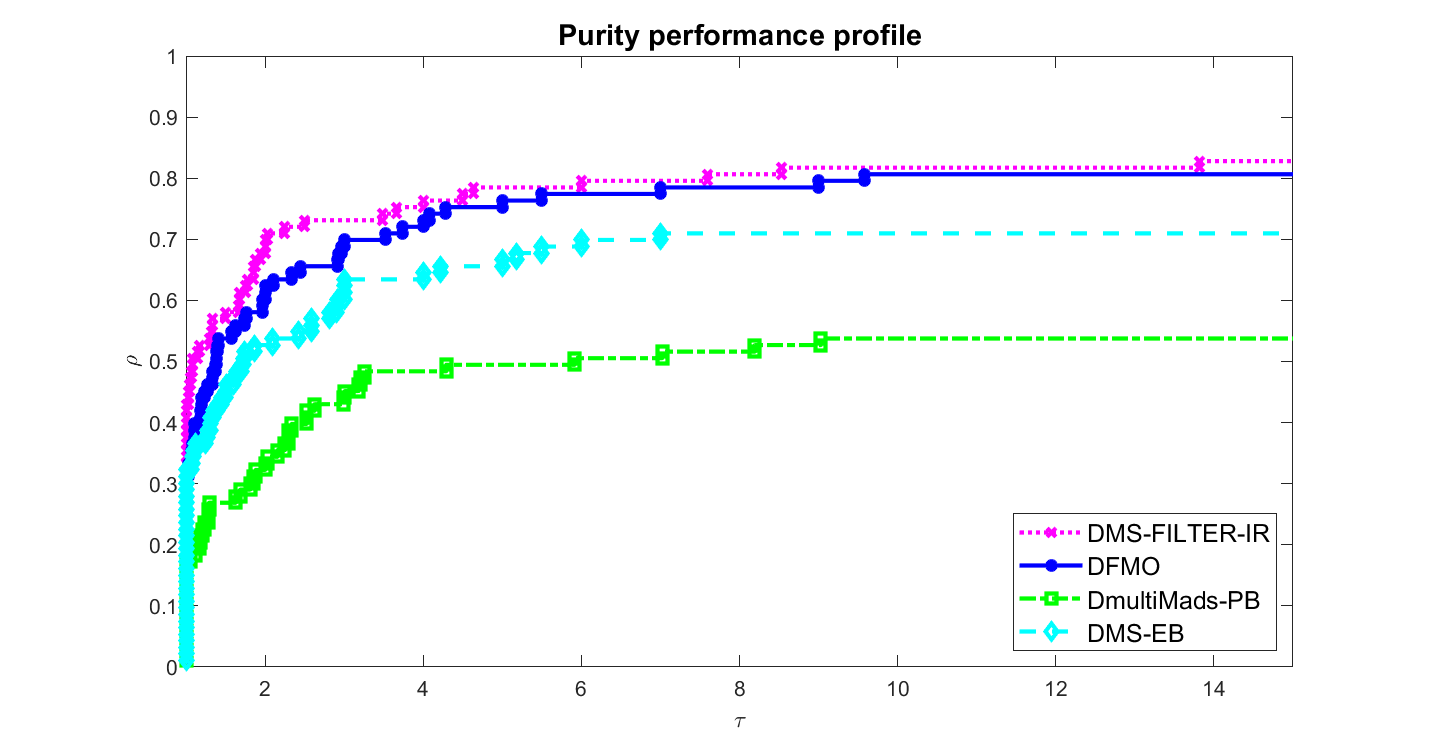 Purity performance profile
1
0.9
0.8
0.7
0.6
0.5
0.4
0.3
0.2
0.1
0
ρ
2
4
6
8
10
12
14
τ
DMS-FILTER-IR
DFMO
DmultiMads-PB
DMS-EB